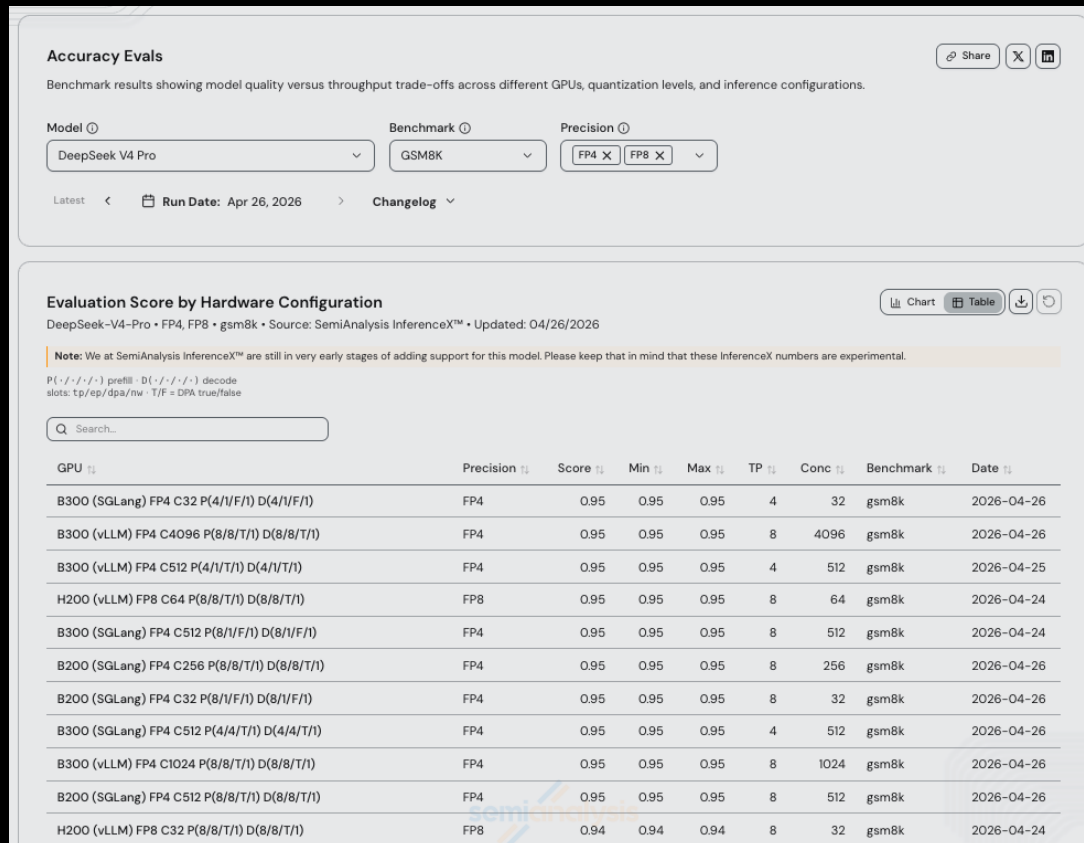 Accuracy Evals
Share
Benchmark results showing model quality versus throughput trade-offs across different GPUs, quantization levels, and inference configurations.
Model Benchmark Precision
DeepSeek V4 Pro GSM8K FP4 FP8
Latest Run Date: Apr 26, 2026 Changelog
Evaluation Score by Hardware Configuration
Chart Table
DeepSeek-V4-Pro • FP4, FP8 • gsm8k • Source: SemiAnalysis InferenceX™ • Updated: 04/26/2026
Note: We at SemiAnalysis InferenceX™ are still in very early stages of adding support for this model. Please keep that in mind that these InferenceX numbers are experimental.
P(·/·/·/·) prefill · D(·/·/·/·) decode
slots: tp/ep/dpa/nw · T/F = DPA true/false
Search...
GPU Precision Score Min Max TP Conc Benchmark Date
B300 (SGLang) FP4 C32 P(4/1/F/1) D(4/1/F/1) FP4 0.95 0.95 0.95 4 32 gsm8k 2026-04-26
B300 (vLLM) FP4 C4096 P(8/8/T/1) D(8/8/T/1) FP4 0.95 0.95 0.95 8 4096 gsm8k 2026-04-26
B300 (vLLM) FP4 C512 P(4/1/T/1) D(4/1/T/1) FP4 0.95 0.95 0.95 4 512 gsm8k 2026-04-25
H200 (vLLM) FP8 C64 P(8/8/T/1) D(8/8/T/1) FP8 0.95 0.95 0.95 8 64 gsm8k 2026-04-24
B300 (SGLang) FP4 C512 P(8/1/F/1) D(8/1/F/1) FP4 0.95 0.95 0.95 8 512 gsm8k 2026-04-24
B200 (SGLang) FP4 C256 P(8/8/T/1) D(8/8/T/1) FP4 0.95 0.95 0.95 8 256 gsm8k 2026-04-26
B200 (SGLang) FP4 C32 P(8/1/F/1) D(8/1/F/1) FP4 0.95 0.95 0.95 8 32 gsm8k 2026-04-26
B300 (SGLang) FP4 C512 P(4/4/T/1) D(4/4/T/1) FP4 0.95 0.95 0.95 4 512 gsm8k 2026-04-26
B300 (vLLM) FP4 C1024 P(8/8/T/1) D(8/8/T/1) FP4 0.95 0.95 0.95 8 1024 gsm8k 2026-04-26
B200 (SGLang) FP4 C512 P(8/8/T/1) D(8/8/T/1) FP4 0.95 0.95 0.95 8 512 gsm8k 2026-04-26
semianalysis
H200 (vLLM) FP8 C32 P(8/8/T/1) D(8/8/T/1) FP8 0.94 0.94 0.94 8 32 gsm8k 2026-04-24